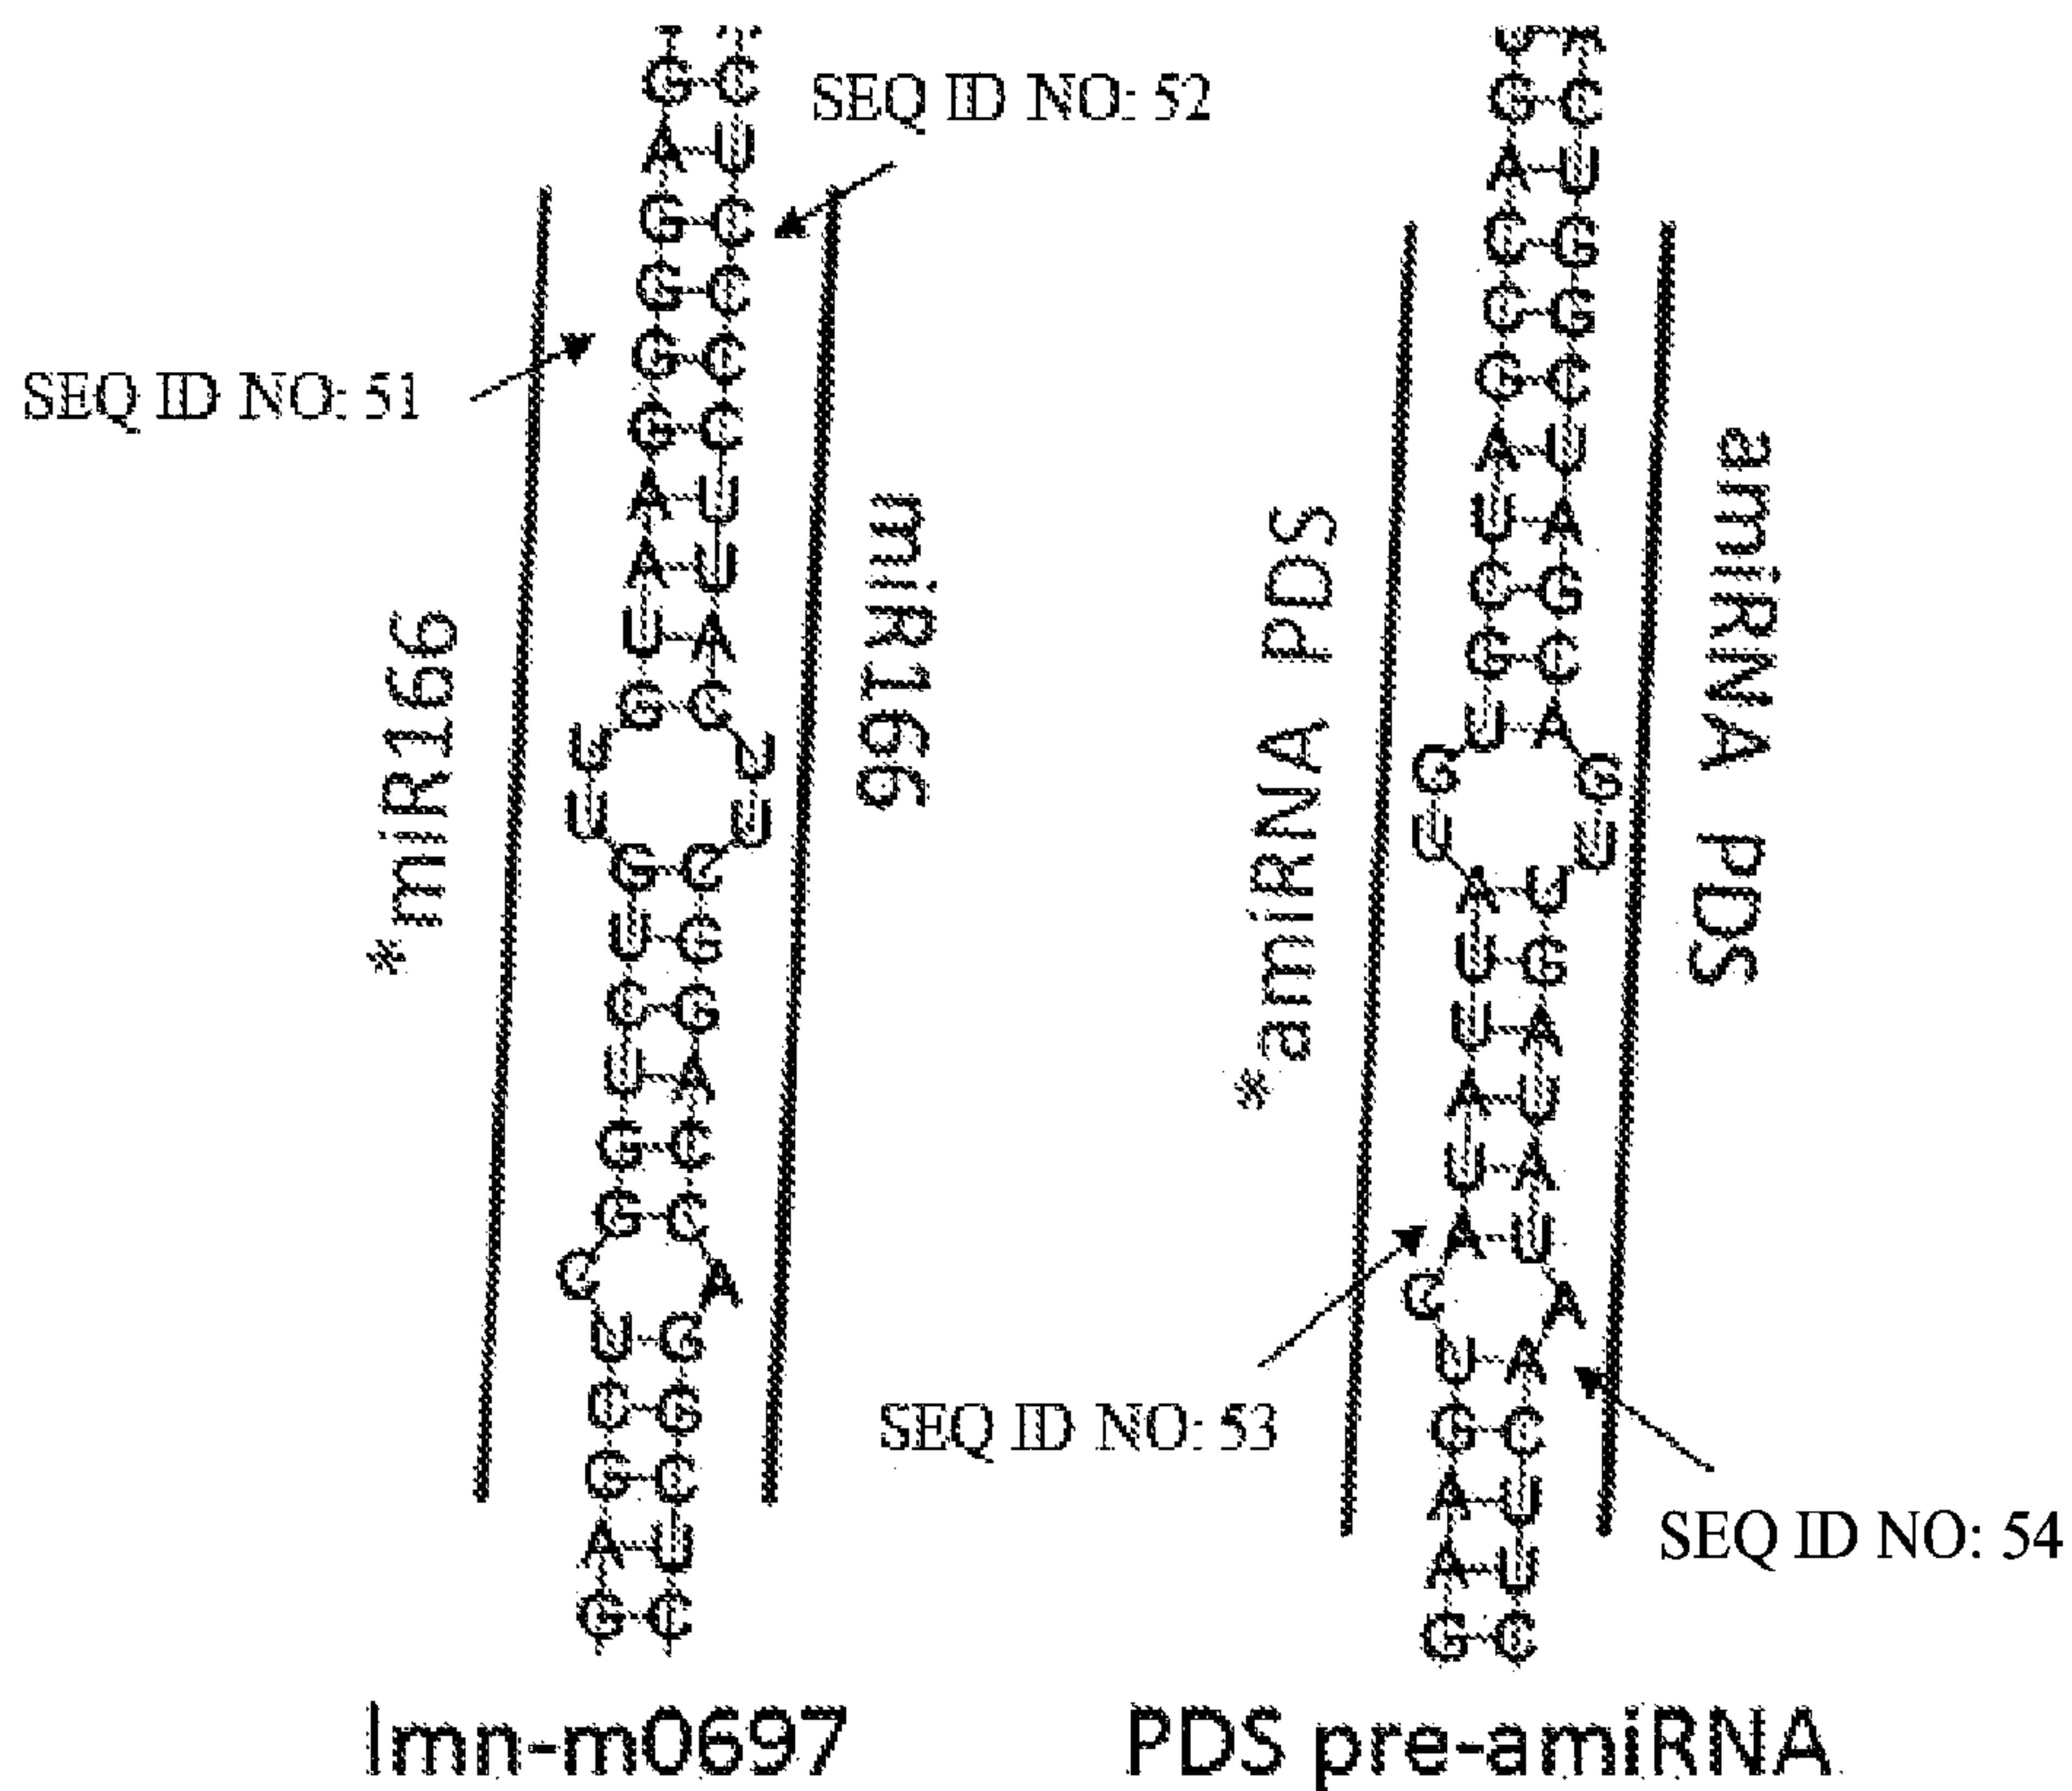 SEQ ID NO: 52
SEQ ID NO: 51
*miR166
G C
A U
G C
G C
G C
G C
A U
A U
U A
G C
U U
U U
G C
U G
C G
U A
G C
G C
C A
U G
C G
G C
A U
G C
miR166
lmn-m0697
*amiRNA PDS
G C
A U
C G
C G
G C
A U
U A
C G
G C
U A
G G
U U
A U
U G
U A
A U
U A
A U
C A
U A
G C
A U
A U
G C
amiRNA PDS
SEQ ID NO: 53
SEQ ID NO: 54
PDS pre-amiRNA